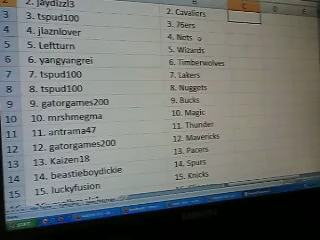 2. jaydizzl3 2. Cavaliers
3. tspud100 3. 76ers
4. jlaznlover 4. Nets
5. Leftturn 5. Wizards
6. yangyangrei 6. Timberwolves
7. tspud100 7. Lakers
8. tspud100 8. Nuggets
9. gatorgames200 9. Bucks
10. mrshmegma 10. Magic
11. antrama47 11. Thunder
12. gatorgames200 12. Mavericks
13. Kaizen18 13. Pacers
14. beastieboydickie 14. Spurs
15. luckyfusion 15. Knicks